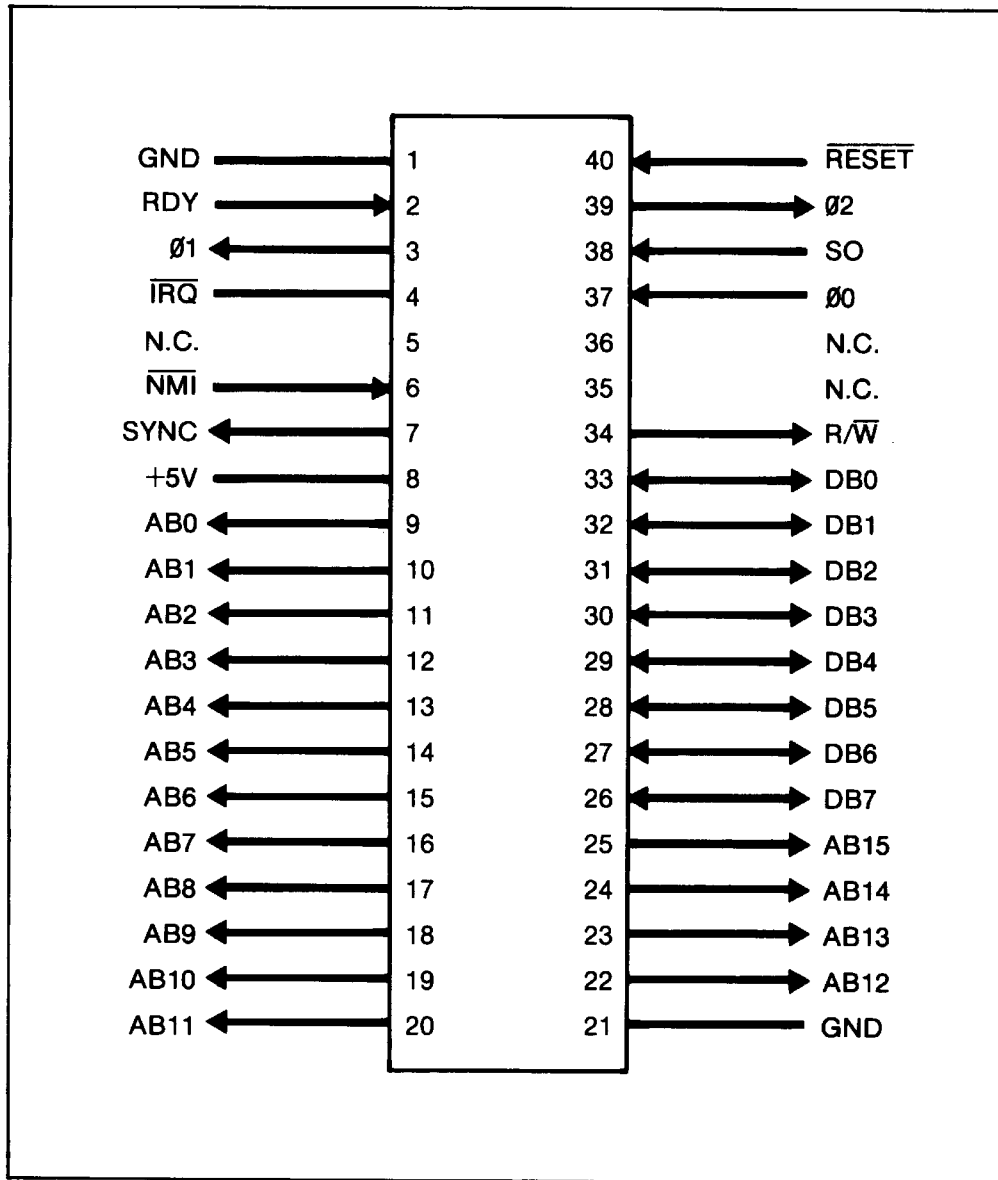 GND 1 40 R̅E̅S̅E̅T̅
RDY 2 39 Ø2
Ø1 3 38 SO
I̅R̅Q̅ 4 37 Ø0
N.C. 5 36 N.C.
N̅M̅I̅ 6 35 N.C.
SYNC 7 34 R/W̅
+5V 8 33 DB0
AB0 9 32 DB1
AB1 10 31 DB2
AB2 11 30 DB3
AB3 12 29 DB4
AB4 13 28 DB5
AB5 14 27 DB6
AB6 15 26 DB7
AB7 16 25 AB15
AB8 17 24 AB14
AB9 18 23 AB13
AB10 19 22 AB12
AB11 20 21 GND